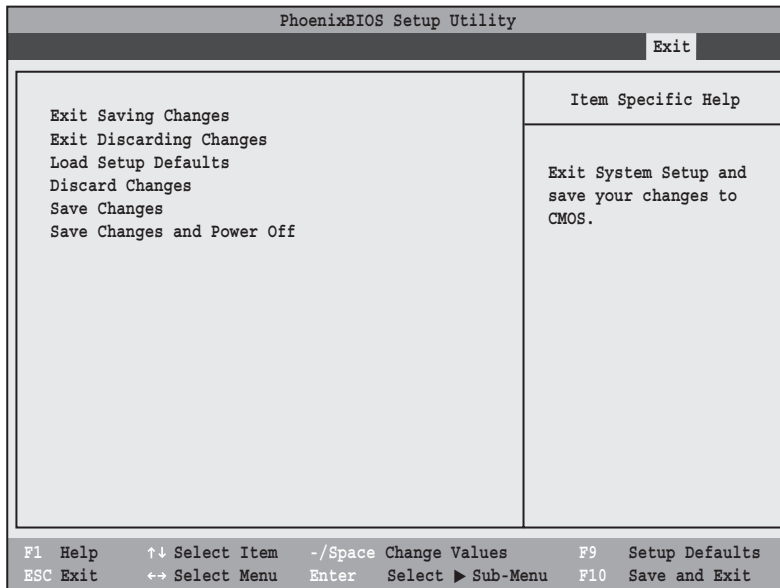 PhoenixBIOS Setup Utility
Exit
Exit Saving Changes
Exit Discarding Changes
Load Setup Defaults
Discard Changes
Save Changes
Save Changes and Power Off
Item Specific Help
Exit System Setup and
save your changes to
CMOS.
F1 Help ↑↓ Select Item -/Space Change Values F9 Setup Defaults
ESC Exit ←→ Select Menu Enter Select ▶ Sub-Menu F10 Save and Exit